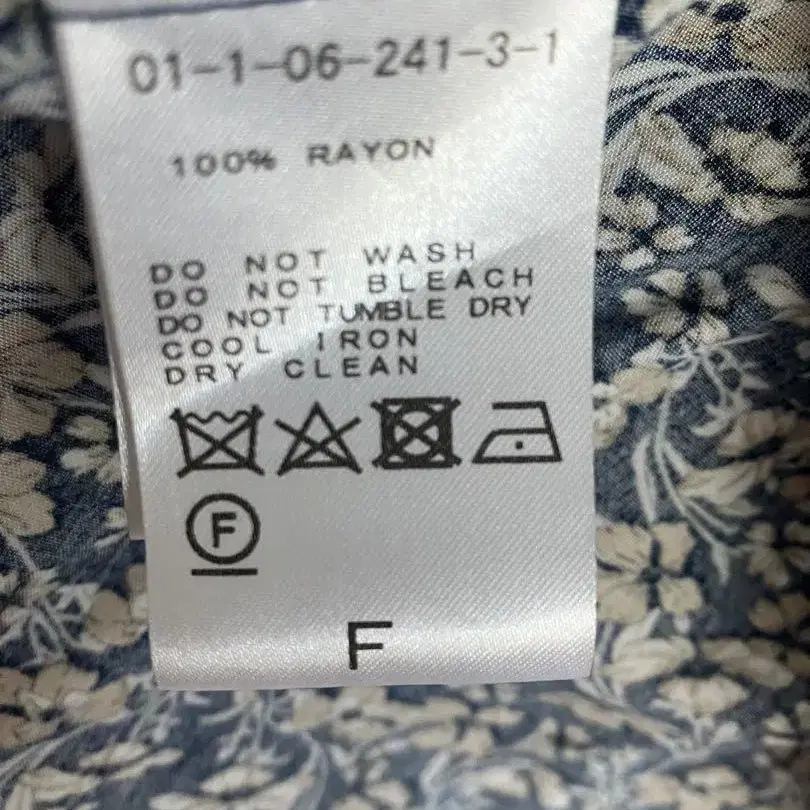 01-1-06-241-3-1
100% RAYON
DO NOT WASH
DO NOT BLEACH
DO NOT TUMBLE DRY
COOL IRON
DRY CLEAN
F
F